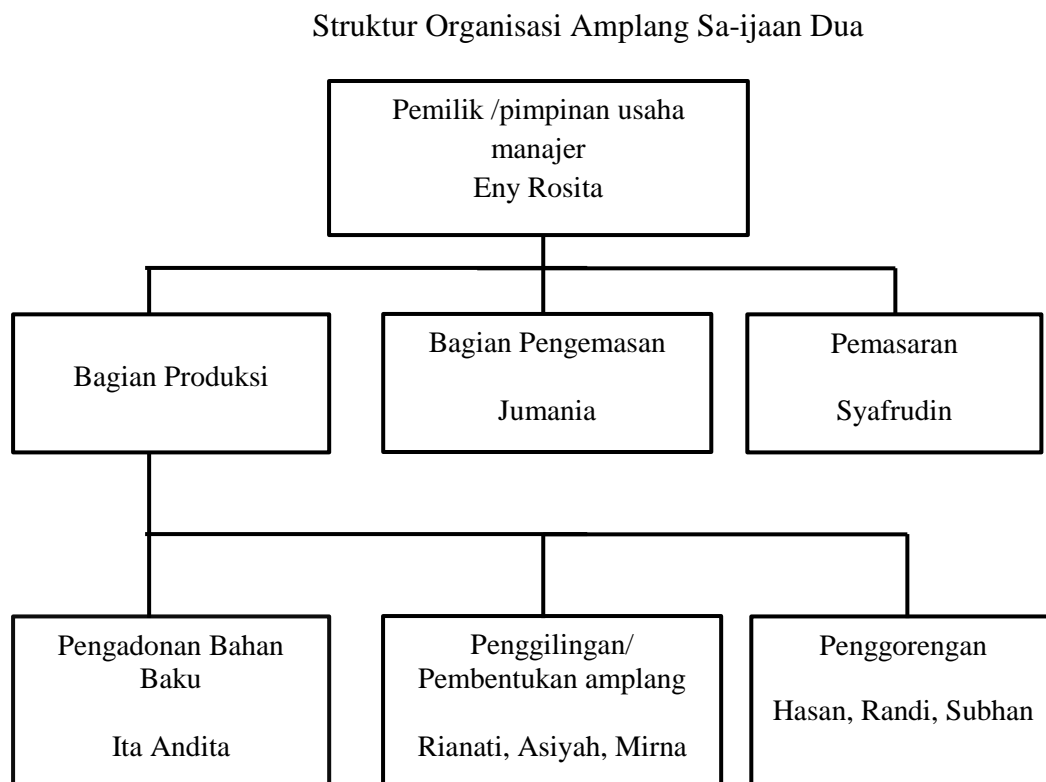 Struktur Organisasi Amplang Sa-ijaan Dua
Pemilik /pimpinan usaha
manajer
Eny Rosita
Bagian Produksi
Bagian Pengemasan
Jumania
Pemasaran
Syafrudin
Pengadonan Bahan
Baku
Ita Andita
Penggilingan/
Pembentukan amplang
Rianati, Asiyah, Mirna
Penggorengan
Hasan, Randi, Subhan